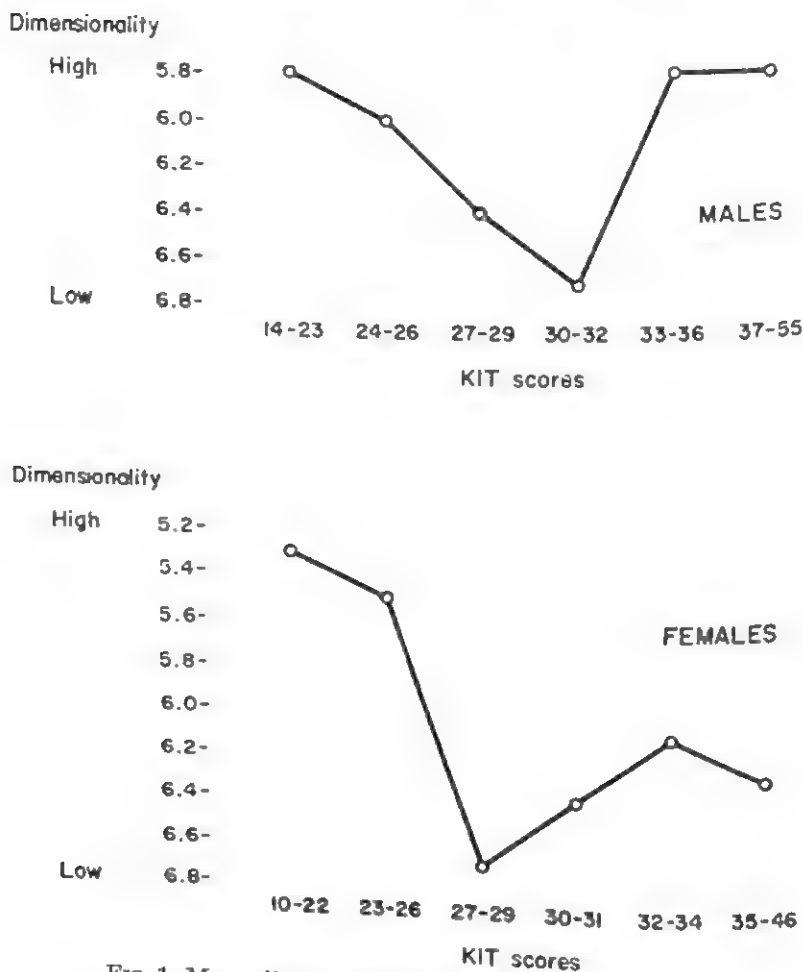 Dimensionality
High 5.8-
6.0-
6.2-
6.4-
MALES
6.6-
Low 6.8-
14-23 24-26 27-29 30-32 33-36 37-55
KIT scores
Dimensionality
High 5.2-
5.4-
5.6-
FEMALES
5.8-
6.0-
6.2-
6.4-
6.6-
Low 6.8-
10-22 23-26 27-29 30-31 32-34 35-46
KIT scores